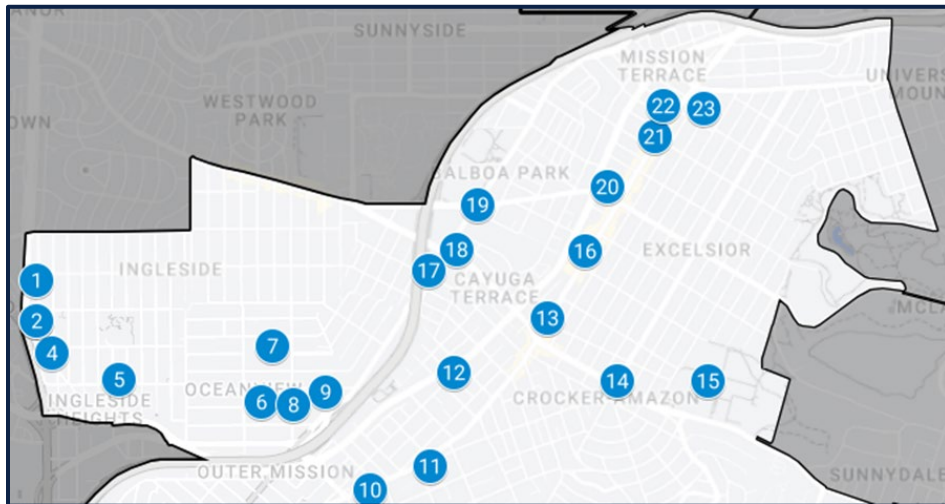 SUNNYSIDE
MISSION
TERRACE
WESTWOOD
PARK
22
23
21
BALBOA PARK
20
19
18
16
EXCELSIOR
INGLESIDE
17
1
CAYUGA
TERRACE
2
13
7
4
5
12
14
15
OCEANVIEW
9
6
8
CROCKER-AMAZON
INGLESIDE
HEIGHTS
11
OUTER MISSION
10
SUNNYDALE